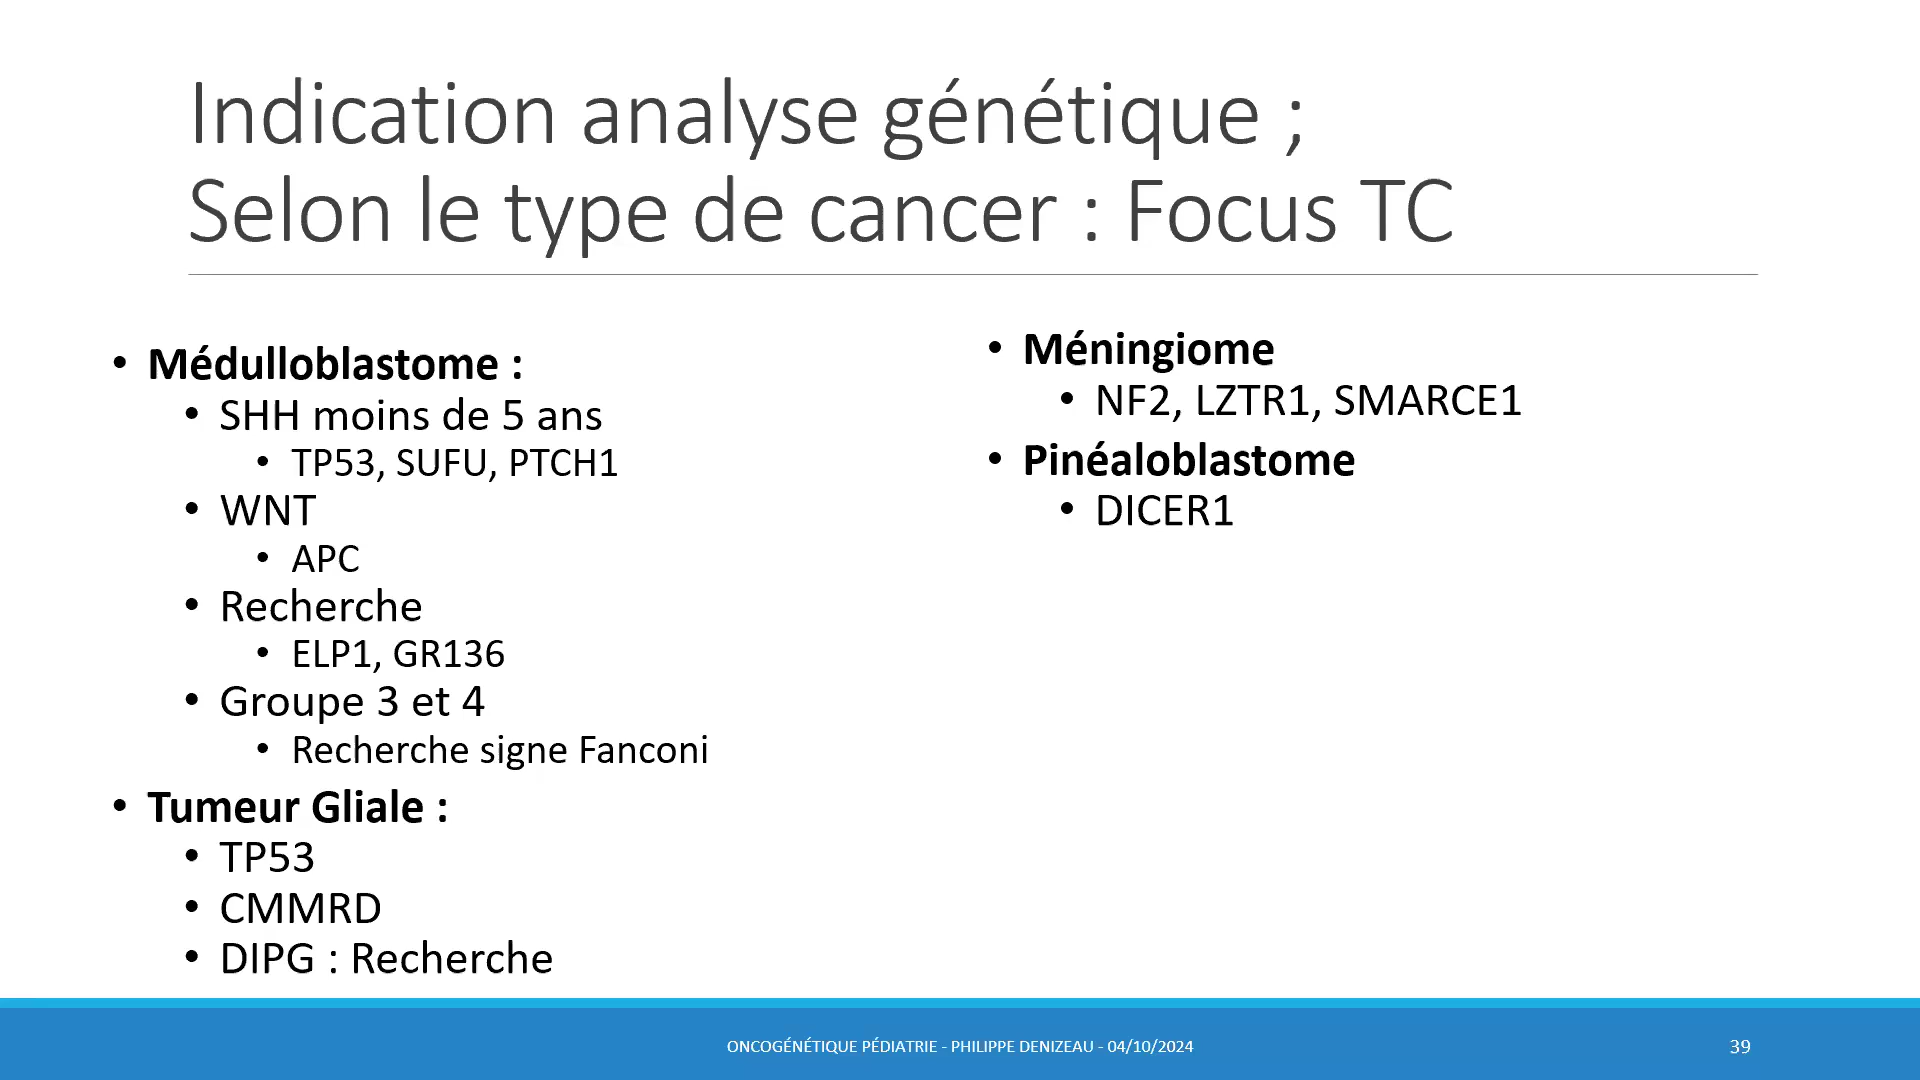 Indication analyse génétique ;
Selon le type de cancer : Focus TC
• Médulloblastome :
• SHH moins de 5 ans
• TP53, SUFU, PTCH1
• WNT
• APC
• Recherche
• ELP1, GR136
• Groupe 3 et 4
• Recherche signe Fanconi
• Tumeur Gliale :
• TP53
• CMMRD
• DIPG : Recherche
• Méningiome
• NF2, LZTR1, SMARCE1
• Pinéaloblastome
• DICER1
ONCOGÉNÉTIQUE PÉDIATRIE - PHILIPPE DENIZEAU - 04/10/2024
39